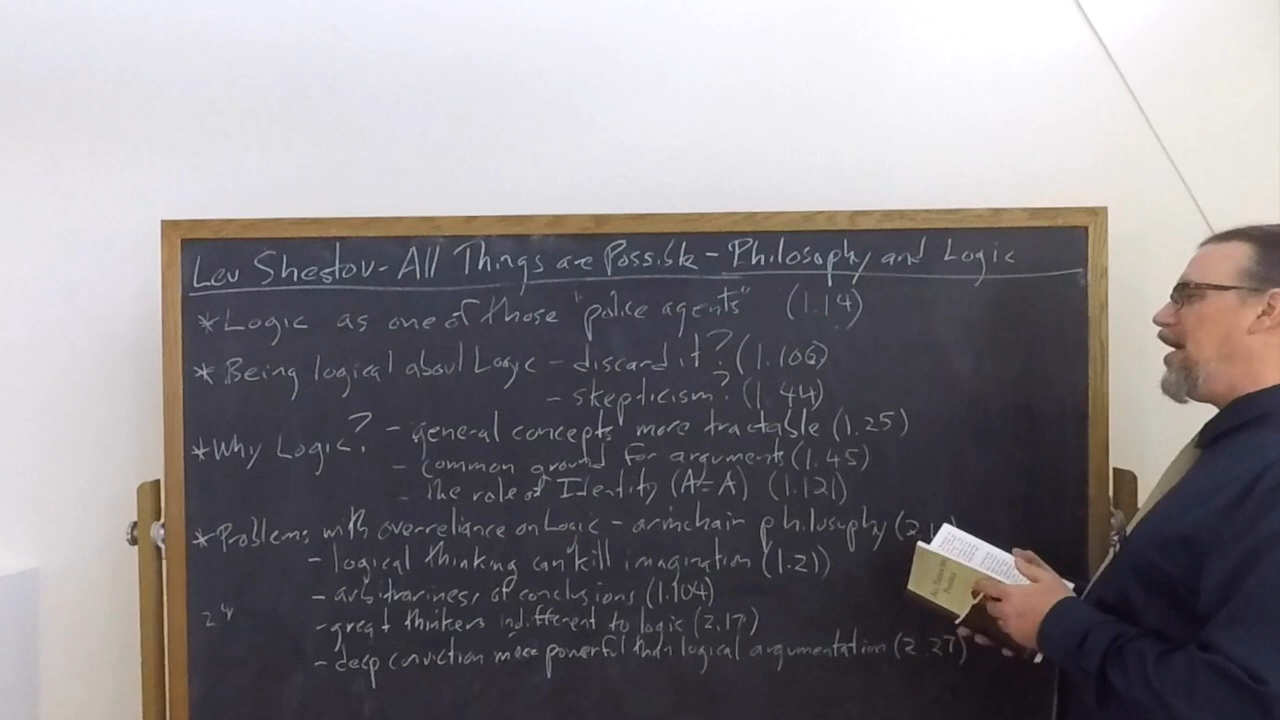 Lev Shestov - All Things are Possible - Philosophy and Logic
* Logic as one of those "police agents" (1.14)
* Being logical about Logic - discard it? (1.106)
- skepticism? (1.44)
* Why Logic? - general concepts more tractable (1.25)
- common ground for arguments (1.45)
- the role of Identity (A=A) (1.121)
* Problems with overreliance on Logic - armchair philosophy (2.
- logical thinking can kill imagination (1.21)
- arbitrariness of conclusions (1.104)
- great thinkers indifferent to logic (2.17)
- deep conviction more powerful than logical argumentation (2.27)
All Things are Possible